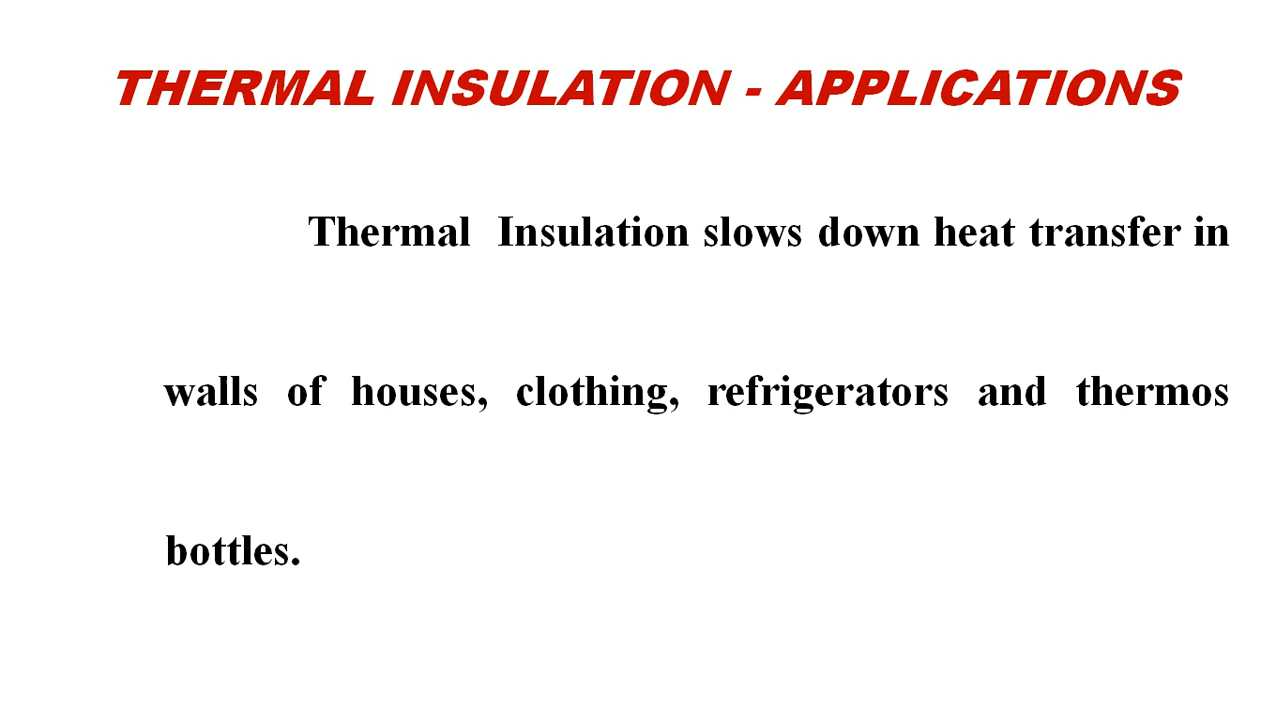 THERMAL INSULATION - APPLICATIONS
Thermal Insulation slows down heat transfer in
walls of houses, clothing, refrigerators and thermos
bottles.